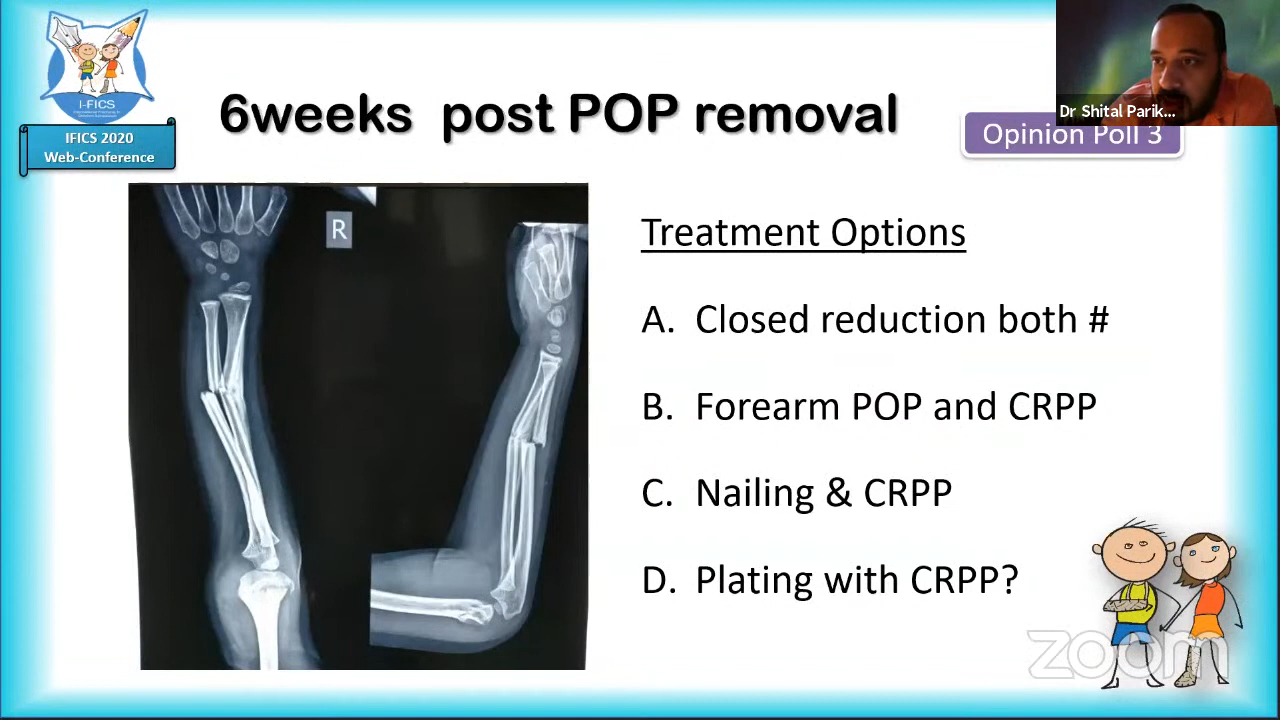 I-FICS
IFICS 2020
Web-Conference
6weeks post POP removal
Dr Shital Parik...
Opinion Poll 3
R
Treatment Options
A. Closed reduction both #
B. Forearm POP and CRPP
C. Nailing & CRPP
D. Plating with CRPP?
zoom